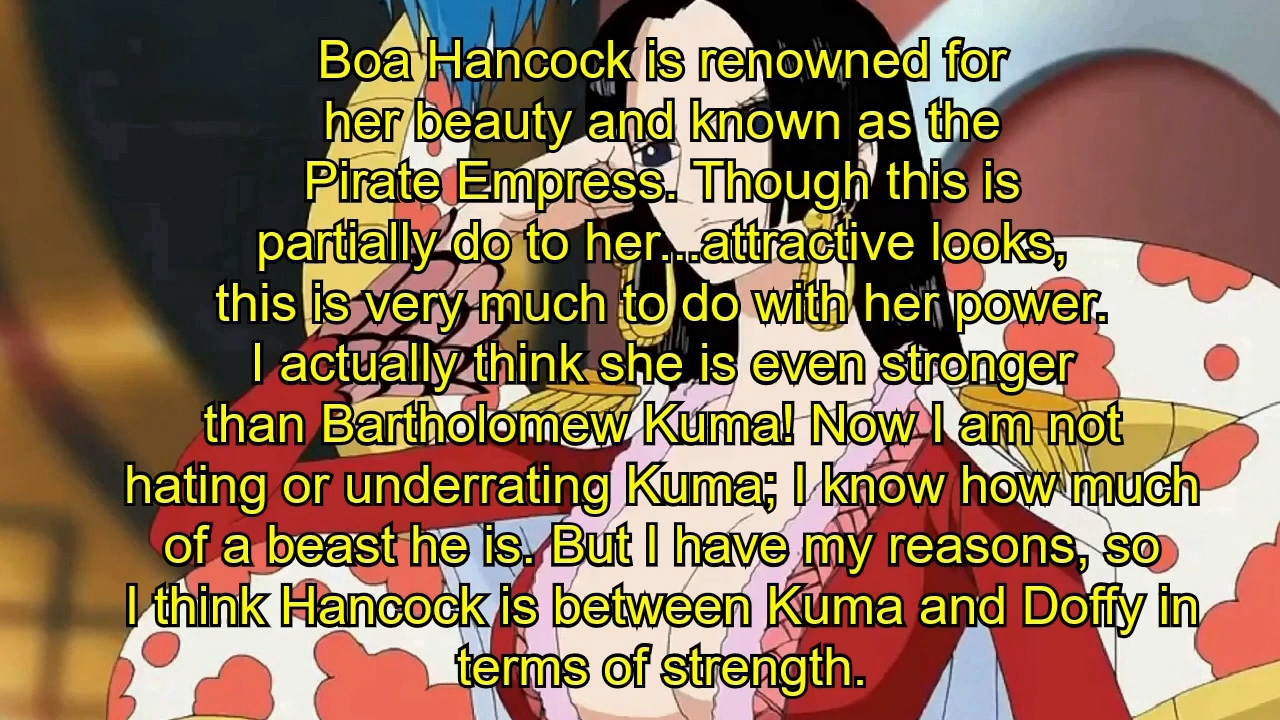 Boa Hancock is renowned for
her beauty and known as the
Pirate Empress. Though this is
partially do to her...attractive looks,
this is very much to do with her power.
I actually think she is even stronger
than Bartholomew Kuma! Now I am not
hating or underrating Kuma; I know how much
of a beast he is. But I have my reasons, so
I think Hancock is between Kuma and Doffy in
terms of strength.